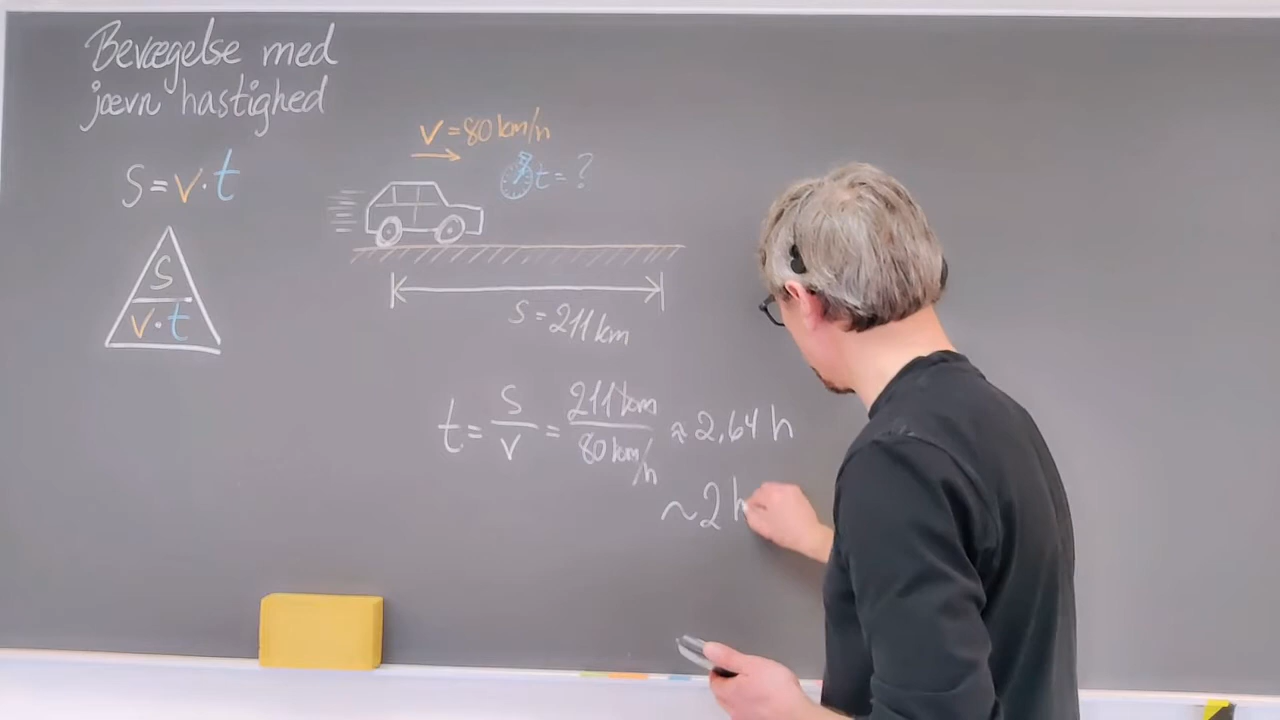 Bevægelse med
jævn hastighed
S = v · t
S
v · t
v = 80 km/h
t = ?
s = 211 km
t = s/v = 211 km / 80 km/h ≈ 2,64 h
~ 2 h